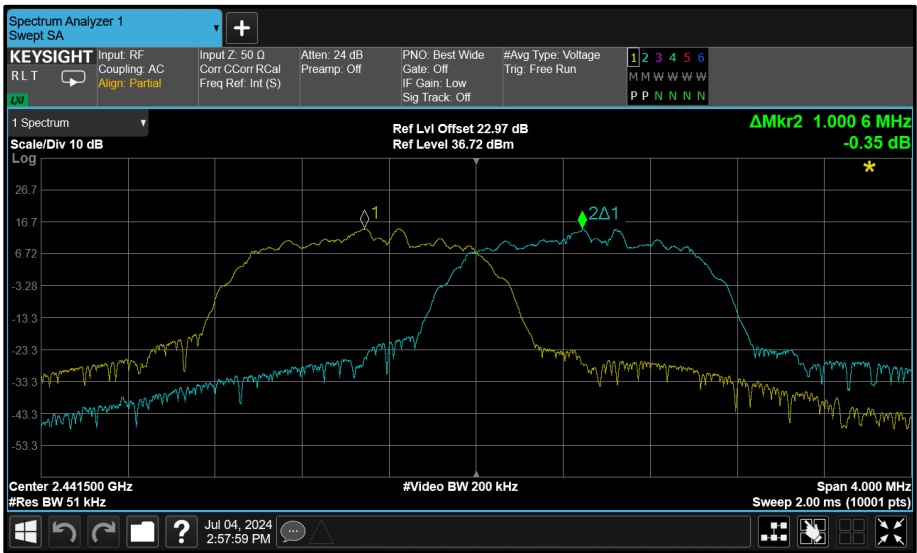 Spectrum Analyzer 1
Swept SA
+
KEYSIGHT
RLT
LXI
Input: RF
Coupling: AC
Align: Partial
Input Z: 50 Ω
Corr CCorr RCal
Freq Ref: Int (S)
Atten: 24 dB
Preamp: Off
PNO: Best Wide
Gate: Off
IF Gain: Low
Sig Track: Off
#Avg Type: Voltage
Trig: Free Run
1 2 3 4 5 6
M M W W W W
P P N N N N
1 Spectrum
Scale/Div 10 dB
Ref Lvl Offset 22.97 dB
Ref Level 36.72 dBm
ΔMkr2 1.000 6 MHz
-0.35 dB
*
Log
26.7
16.7
6.72
-3.28
-13.3
-23.3
-33.3
-43.3
-53.3
1
2Δ1
Center 2.441500 GHz
#Video BW 200 kHz
Span 4.000 MHz
#Res BW 51 kHz
Sweep 2.00 ms (10001 pts)
?
Jul 04, 2024
2:57:59 PM